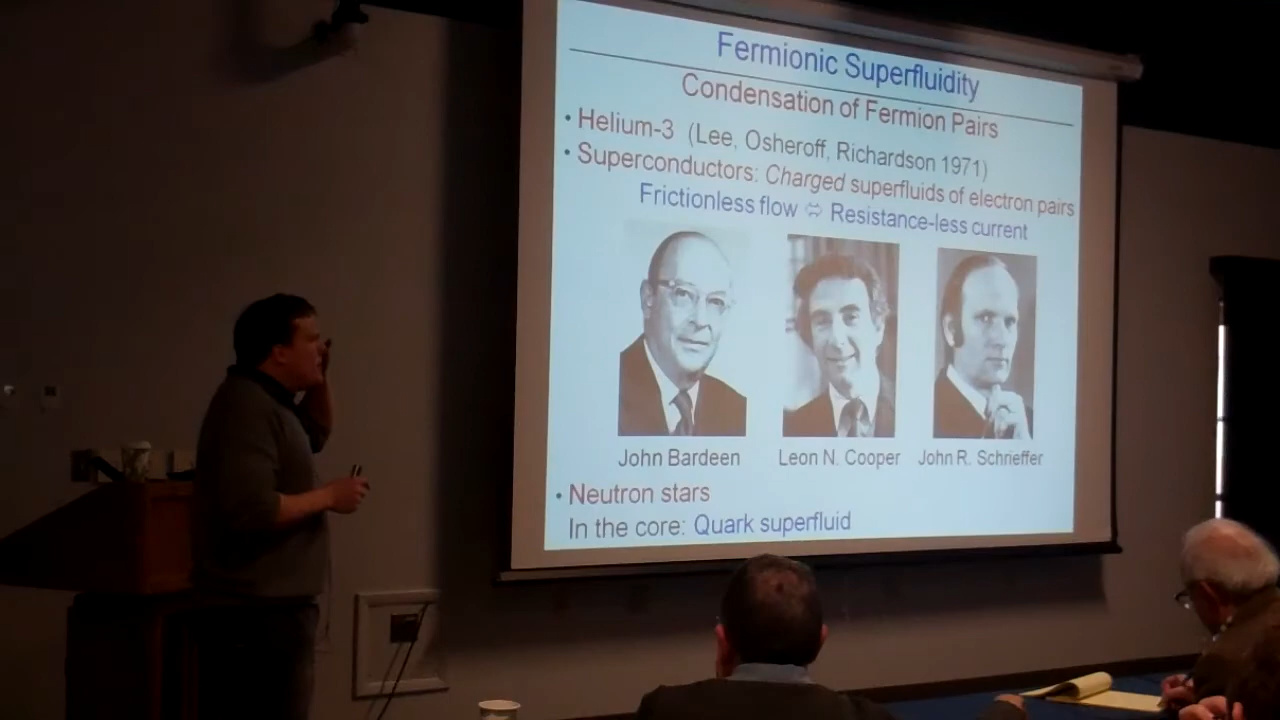 Fermionic Superfluidity
Condensation of Fermion Pairs
• Helium-3 (Lee, Osheroff, Richardson 1971)
• Superconductors: Charged superfluids of electron pairs
Frictionless flow ⇔ Resistance-less current
John Bardeen Leon N. Cooper John R. Schrieffer
• Neutron stars
In the core: Quark superfluid